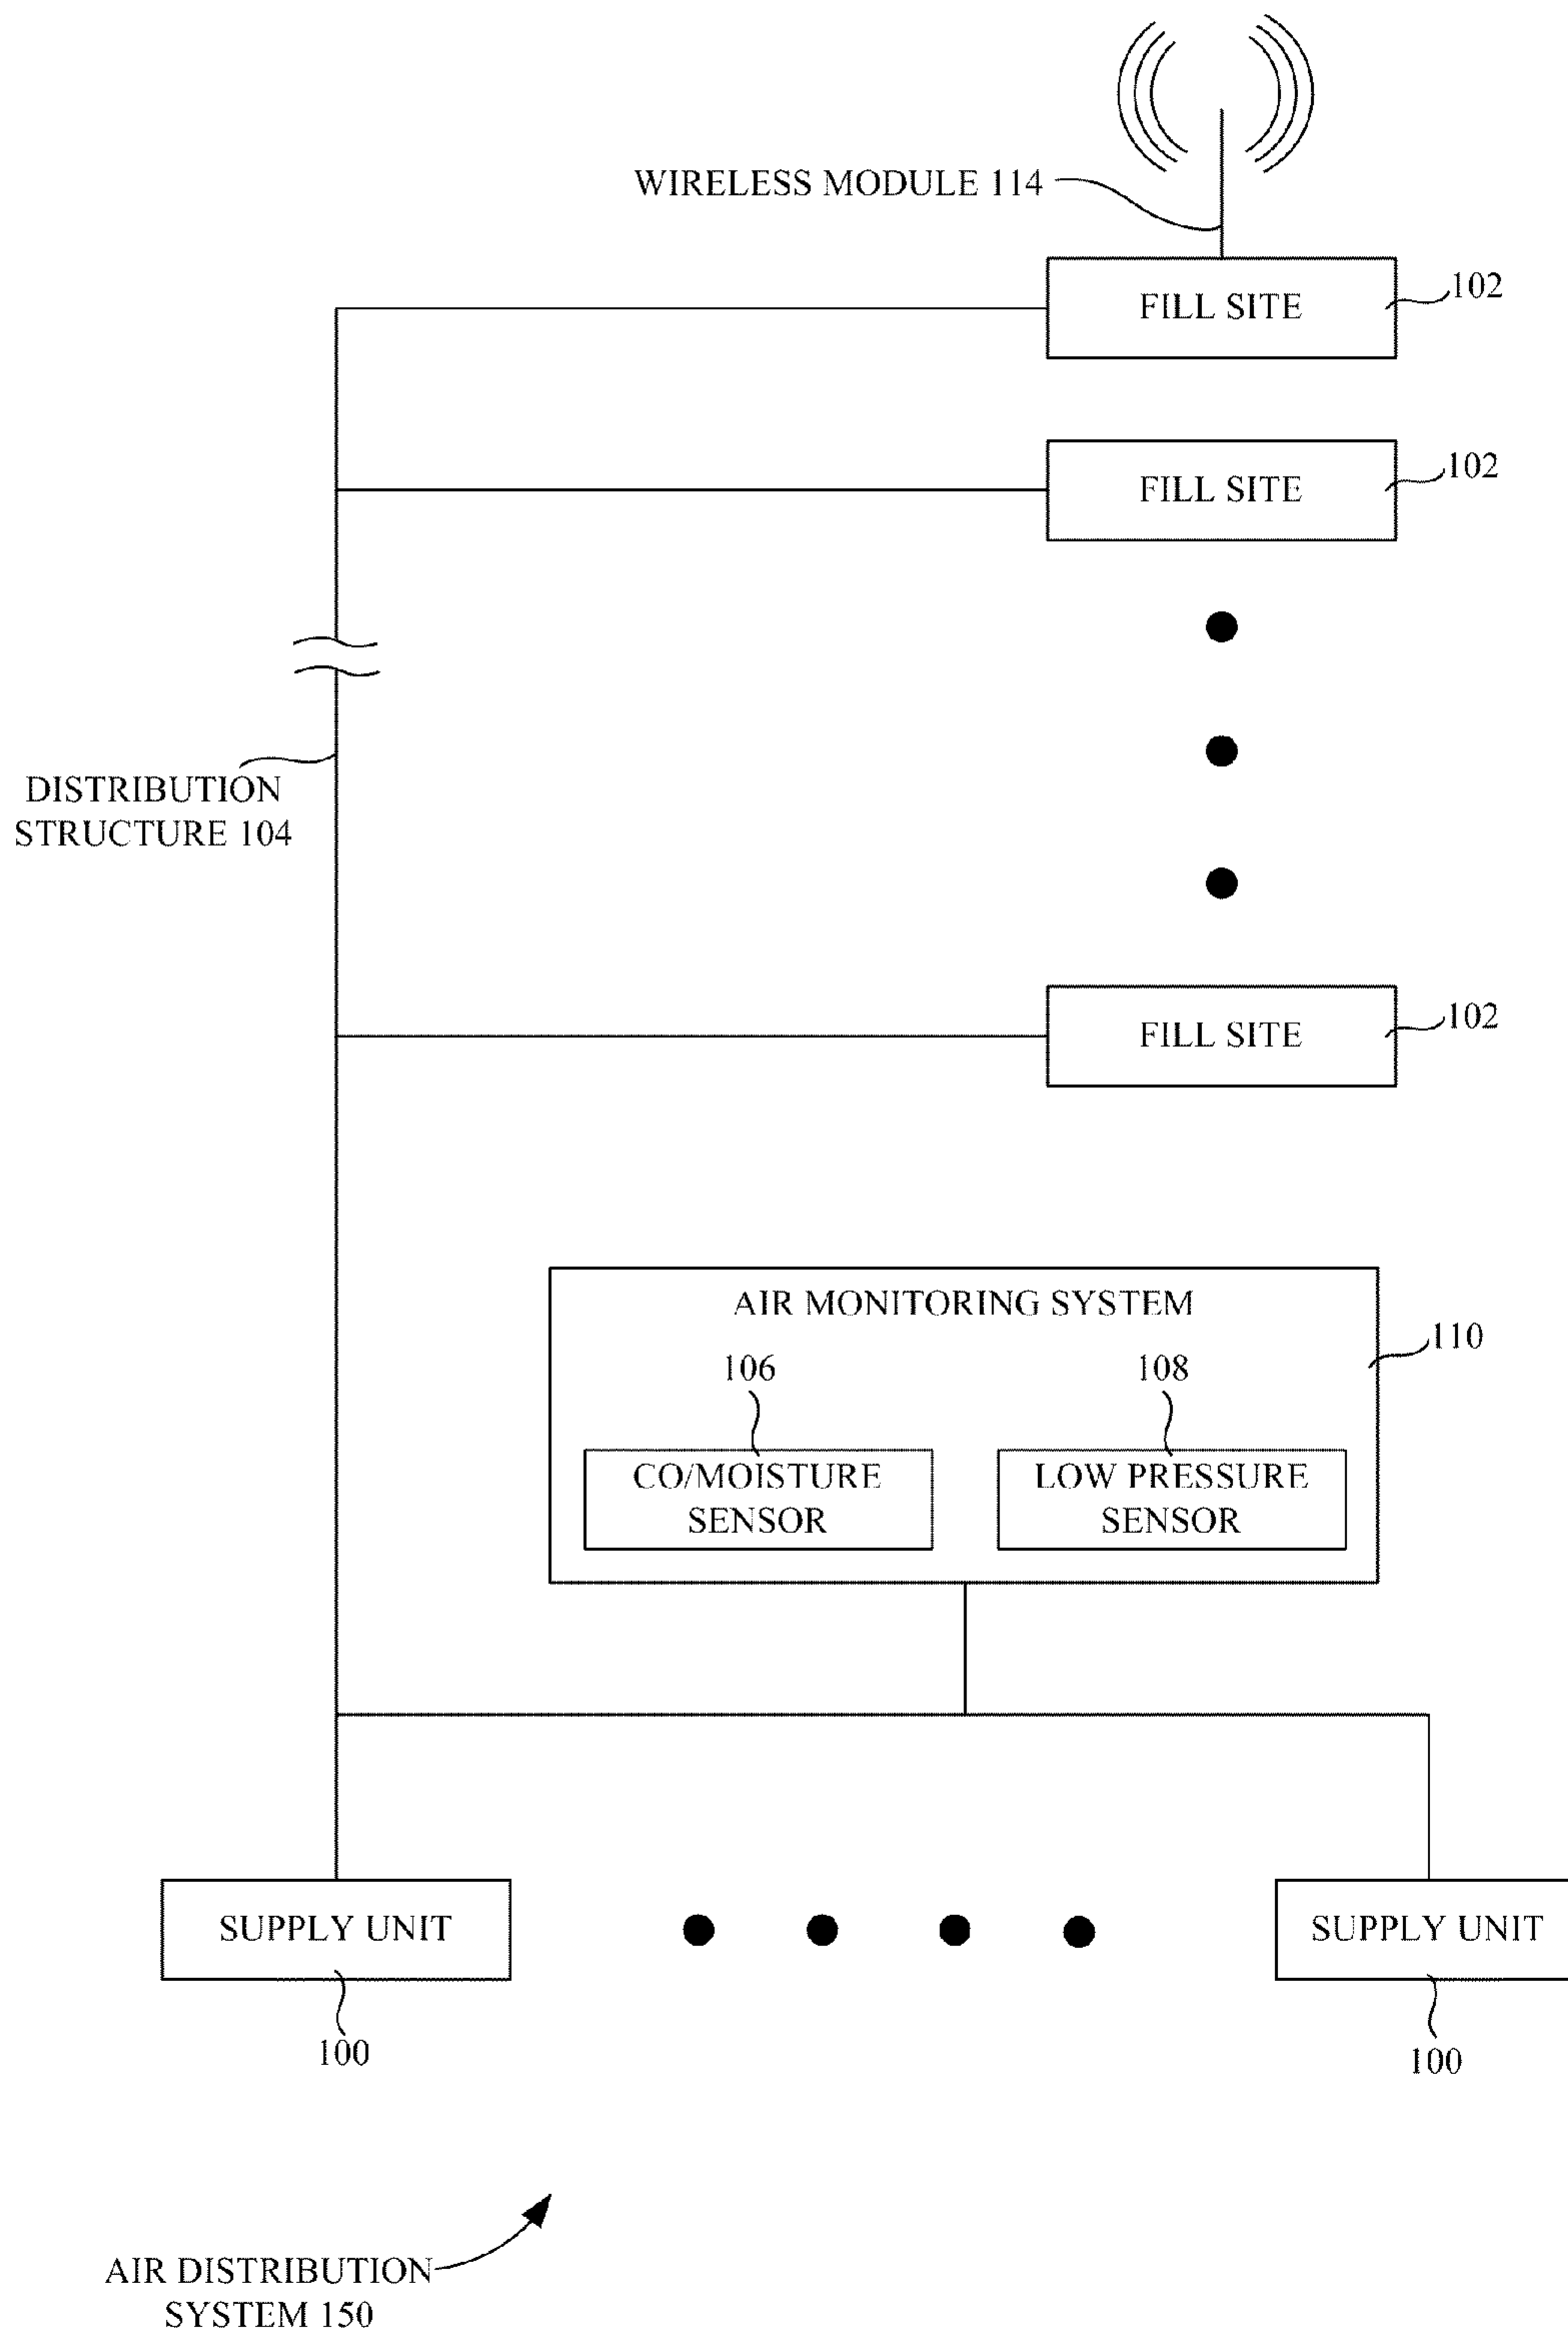 WIRELESS MODULE 114
FILL SITE
102
FILL SITE
102
DISTRIBUTION
STRUCTURE 104
FILL SITE
102
AIR MONITORING SYSTEM
110
106
108
CO/MOISTURE
SENSOR
LOW PRESSURE
SENSOR
SUPPLY UNIT
SUPPLY UNIT
100
100
AIR DISTRIBUTION
SYSTEM 150